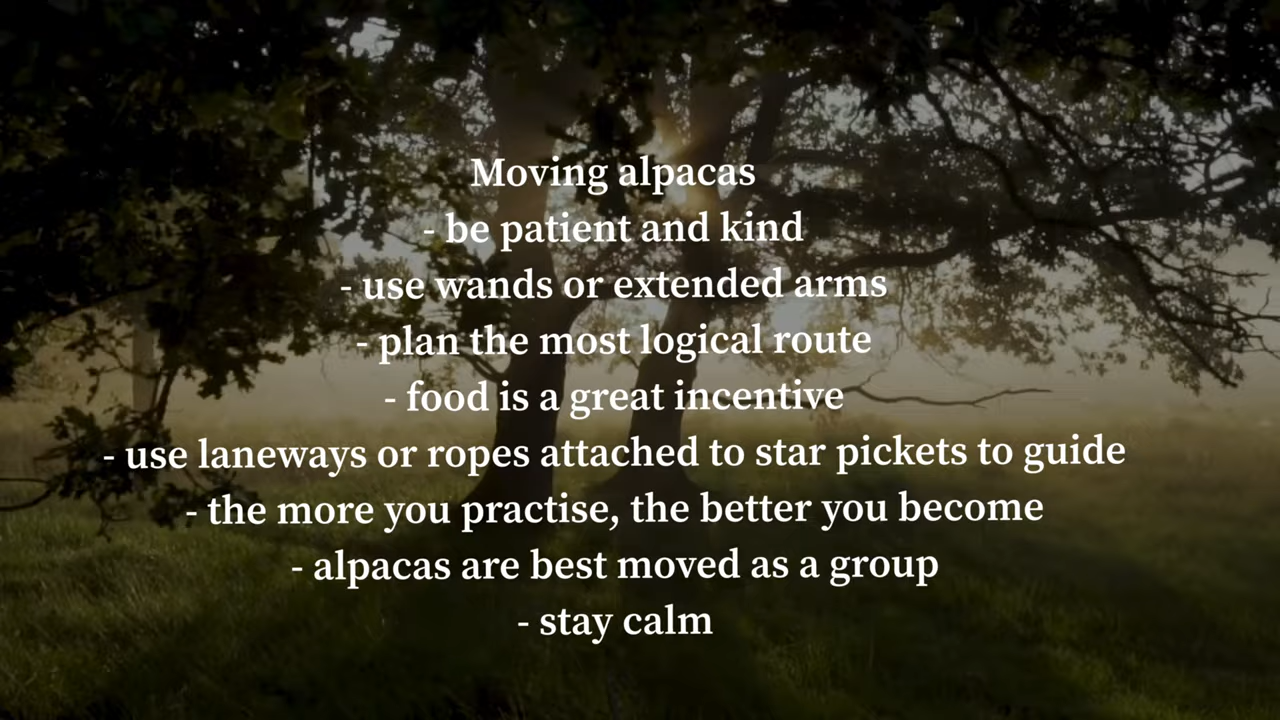 Moving alpacas
- be patient and kind
- use wands or extended arms
- plan the most logical route
- food is a great incentive
- use laneways or ropes attached to star pickets to guide
- the more you practise, the better you become
- alpacas are best moved as a group
- stay calm